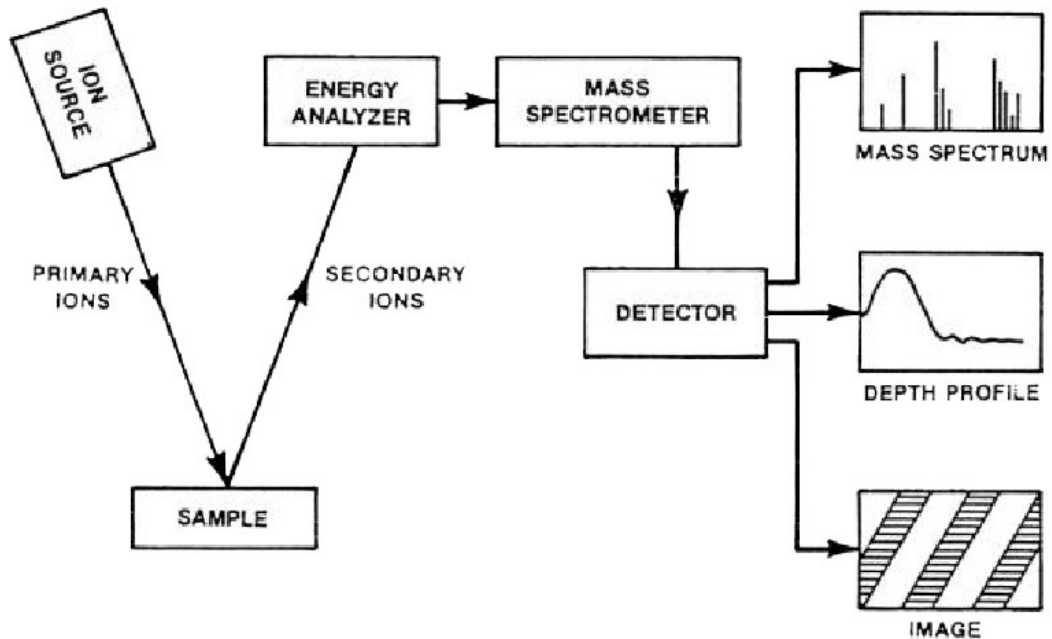 ION
SOURCE
ENERGY
ANALYZER
MASS
SPECTROMETER
MASS SPECTRUM
PRIMARY
IONS
SECONDARY
IONS
DETECTOR
DEPTH PROFILE
SAMPLE
IMAGE